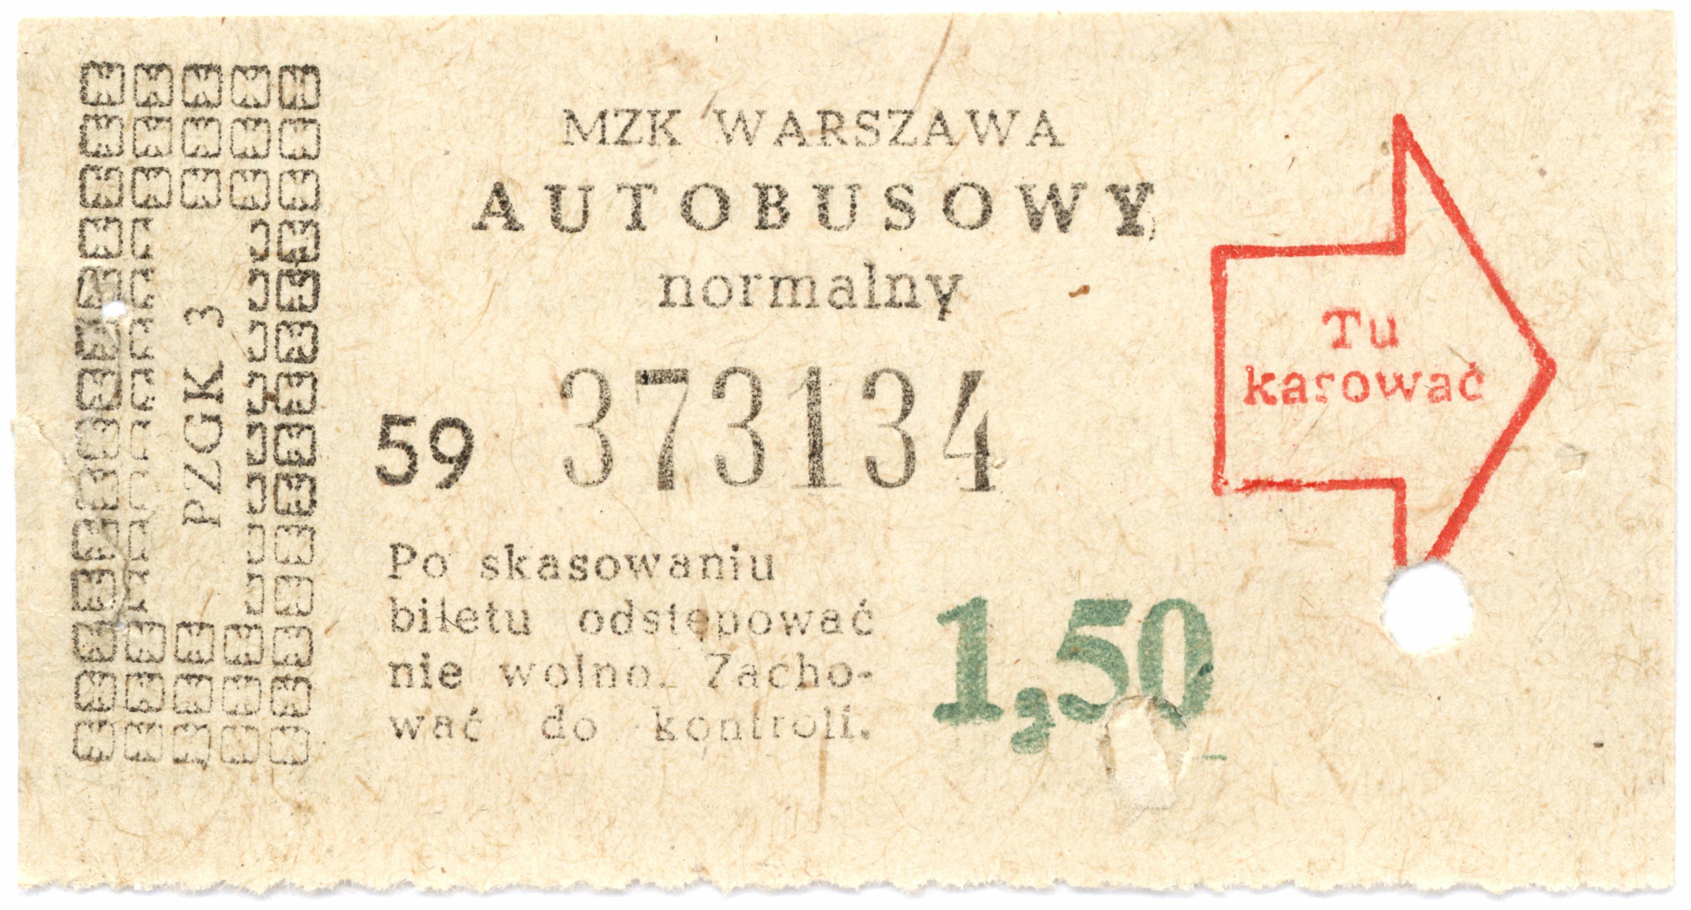 MZK WARSZAWA
AUTOBUSOWY
normalny
59 373134
Po skasowaniu
biletu odstępować
nie wolno. Zacho-
wać do kontroli.
1,50
Tu
kasować
PZGK 3